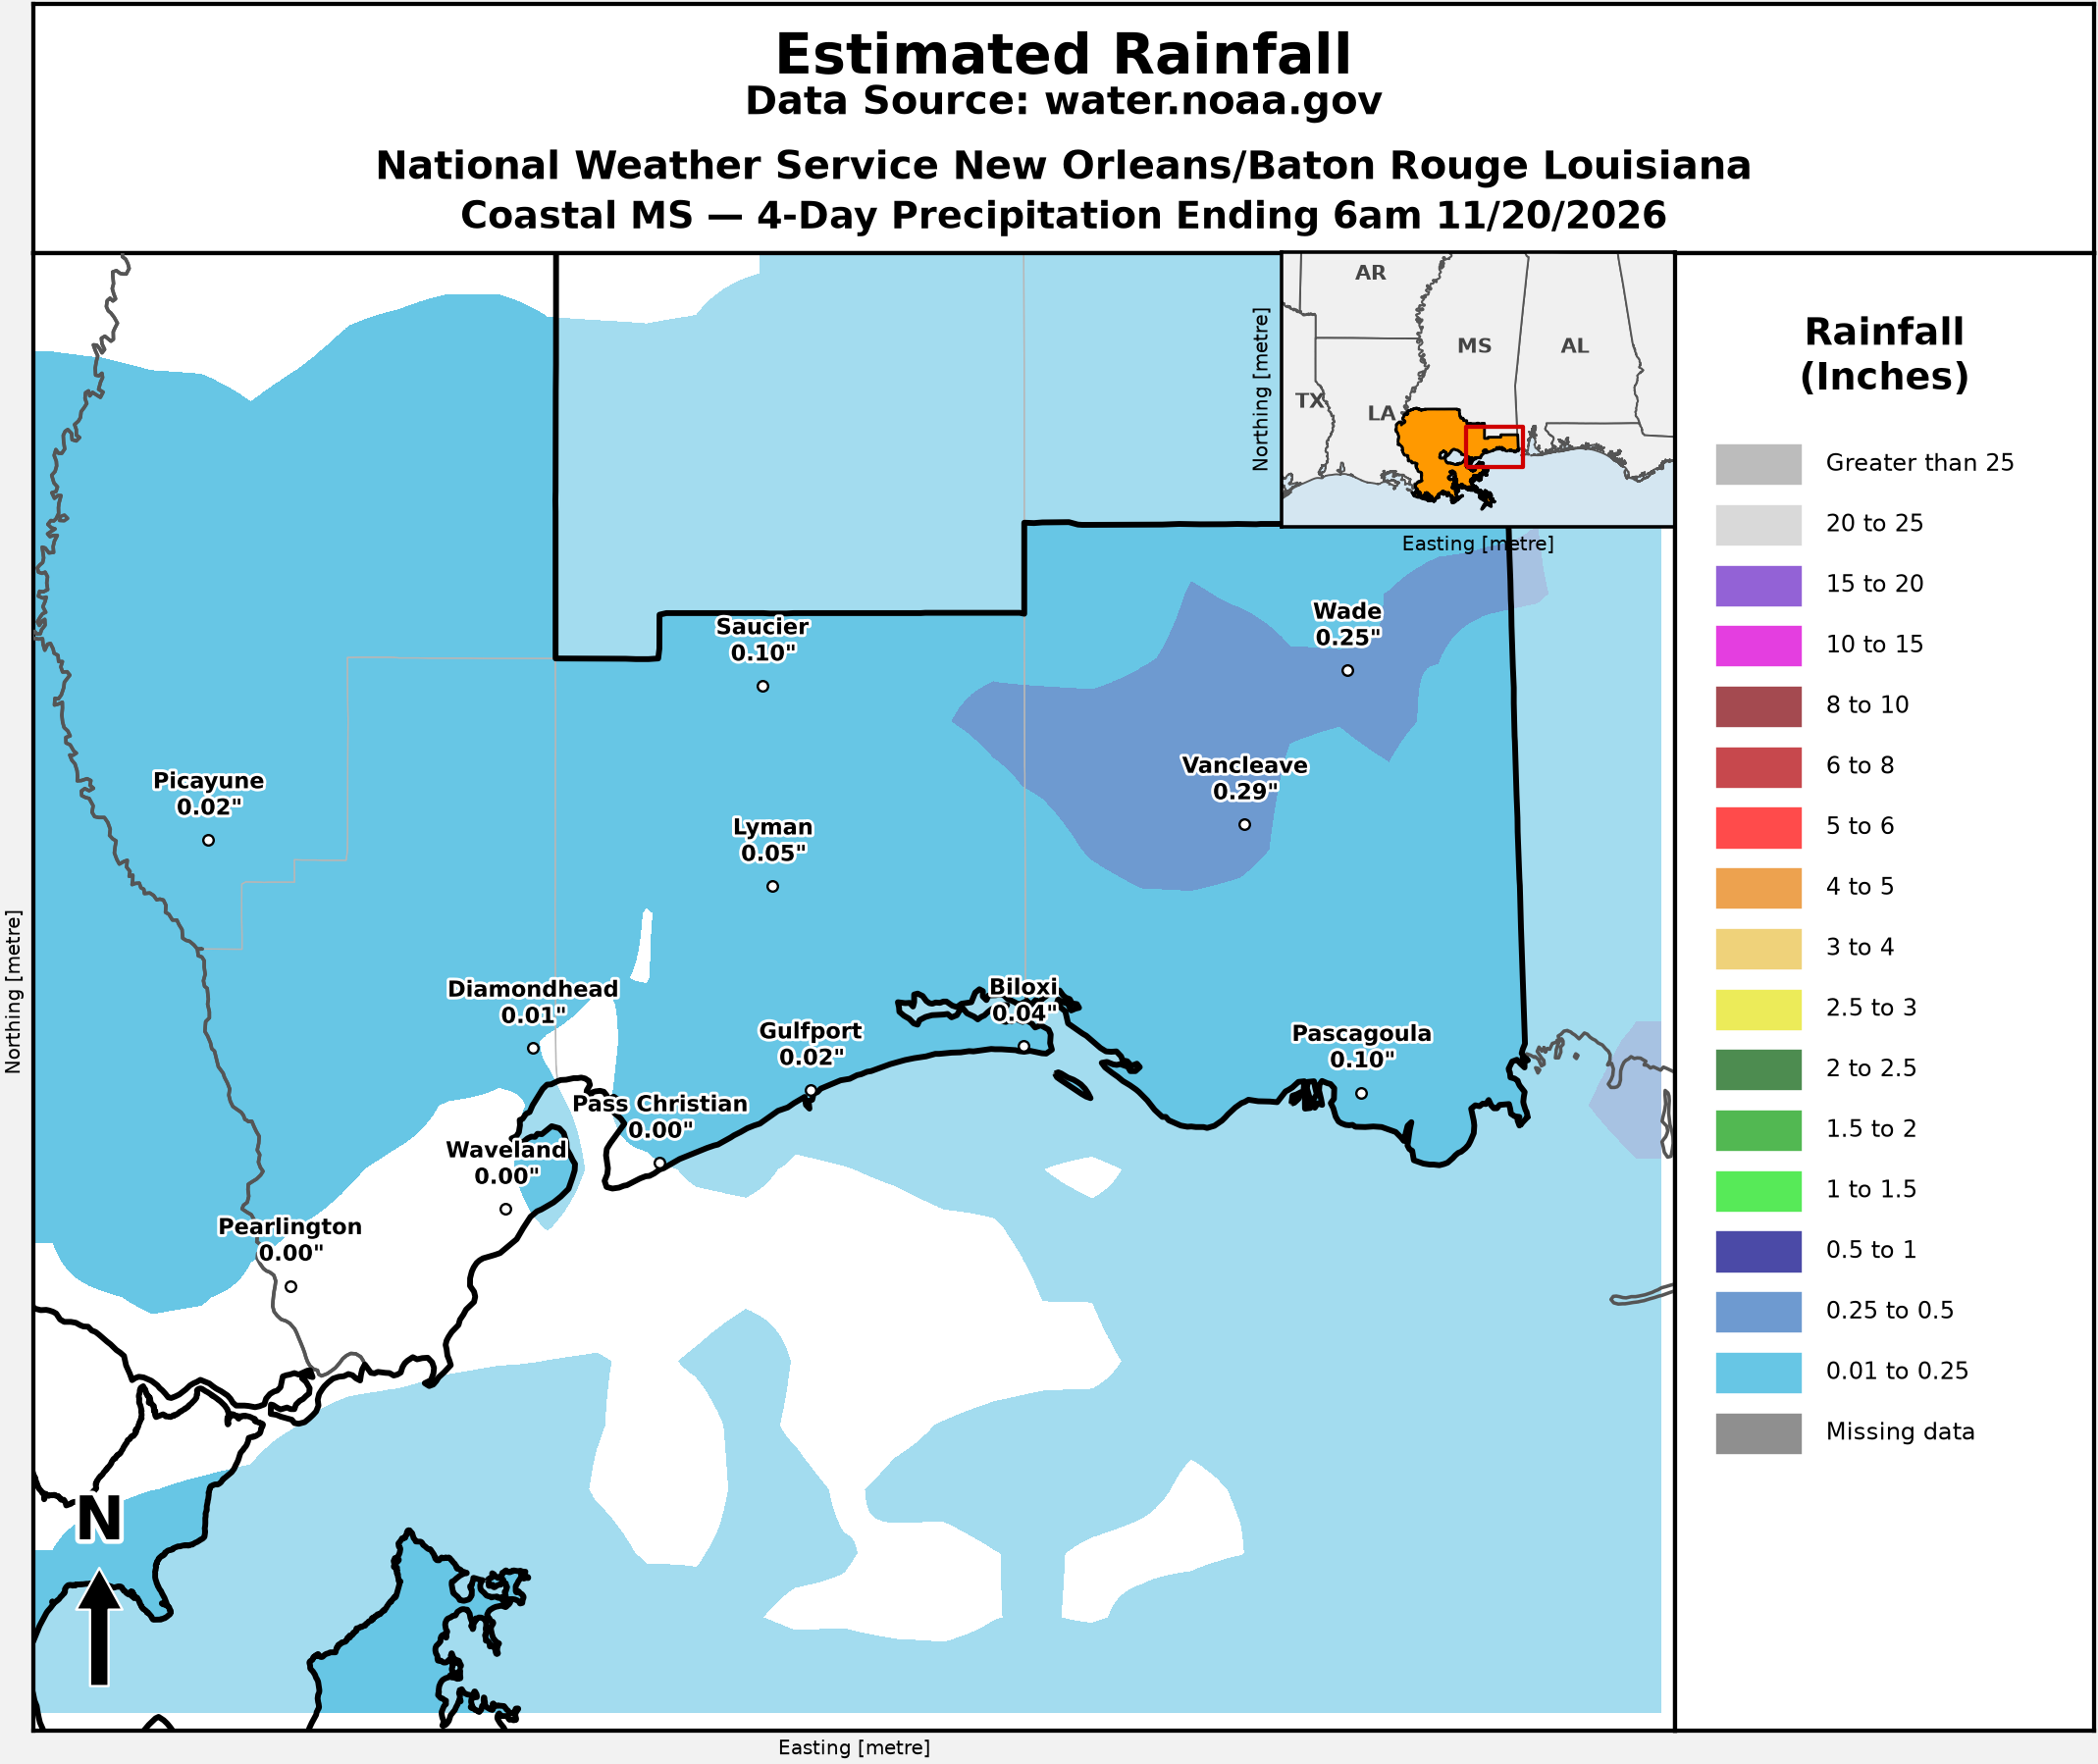 Estimated Rainfall
Data Source: water.noaa.gov
National Weather Service New Orleans/Baton Rouge Louisiana
Coastal MS — 4-Day Precipitation Ending 6am 11/20/2026
AR
MS
AL
TX
LA
Northing [metre]
Easting [metre]
Rainfall
(Inches)
Greater than 25
20 to 25
15 to 20
10 to 15
8 to 10
6 to 8
5 to 6
4 to 5
3 to 4
2.5 to 3
2 to 2.5
1.5 to 2
1 to 1.5
0.5 to 1
0.25 to 0.5
0.01 to 0.25
Missing data
Wade
0.25"
Saucier
0.10"
Vancleave
0.29"
Picayune
0.02"
Lyman
0.05"
Diamondhead
0.01"
Biloxi
0.04"
Gulfport
0.02"
Pascagoula
0.10"
Pass Christian
0.00"
Waveland
0.00"
Pearlington
0.00"
N
Northing [metre]
Easting [metre]